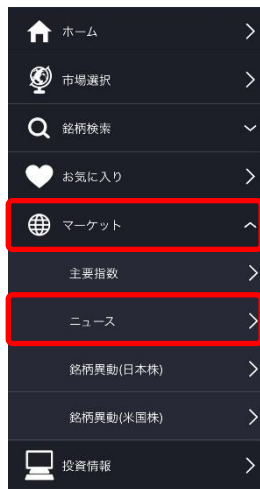 ホーム
市場選択
銘柄検索
お気に入り
マーケット
主要指数
ニュース
銘柄異動(日本株)
銘柄異動(米国株)
投資情報